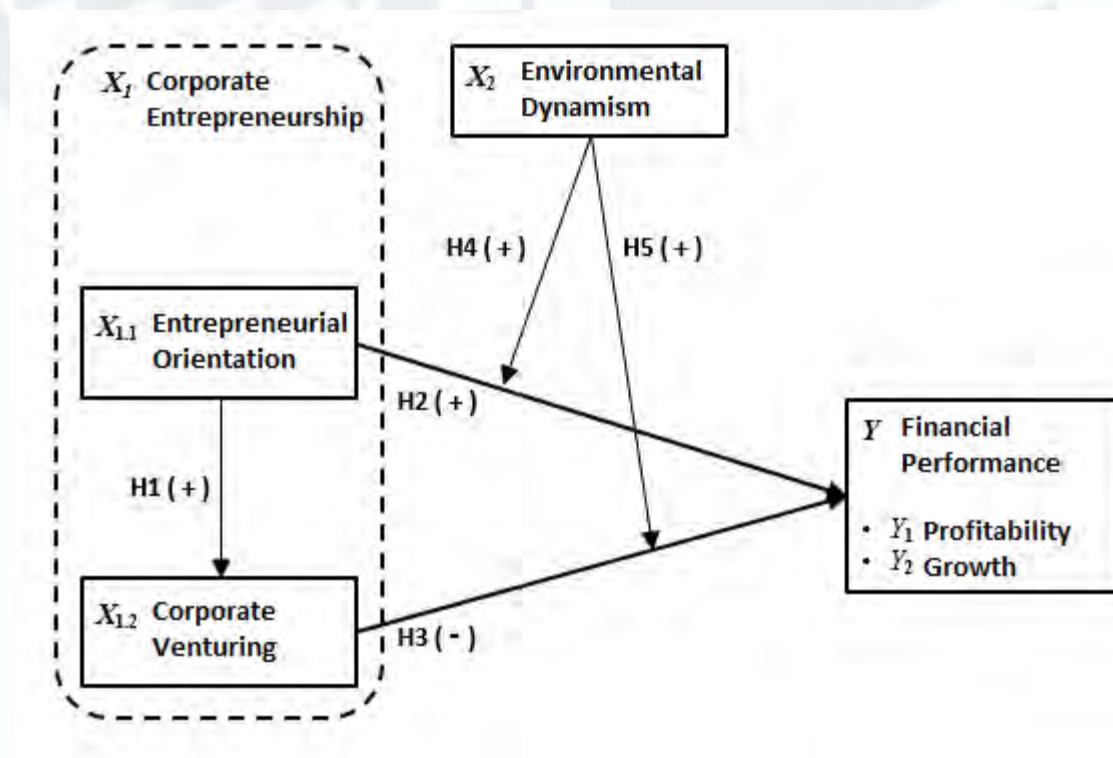 X1 Corporate
Entrepreneurship
X2 Environmental
Dynamism
H4 ( + )
H5 ( + )
X1.1 Entrepreneurial
Orientation
H2 ( + )
H1 ( + )
Y Financial
Performance
• Y1 Profitability
• Y2 Growth
X1.2 Corporate
Venturing
H3 ( - )